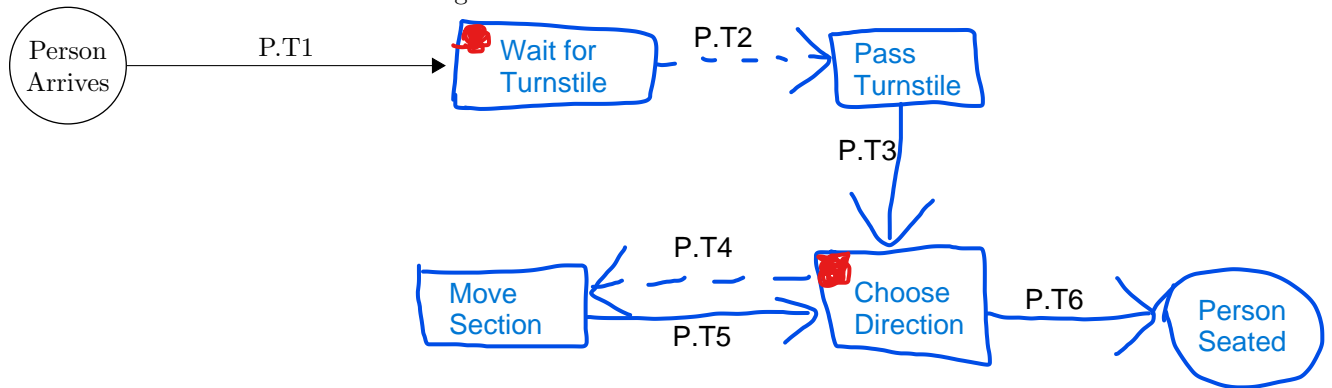 Person
Arrives
P.T1
Wait for
Turnstile
P.T2
Pass
Turnstile
P.T3
P.T4
Move
Section
P.T5
Choose
Direction
P.T6
Person
Seated